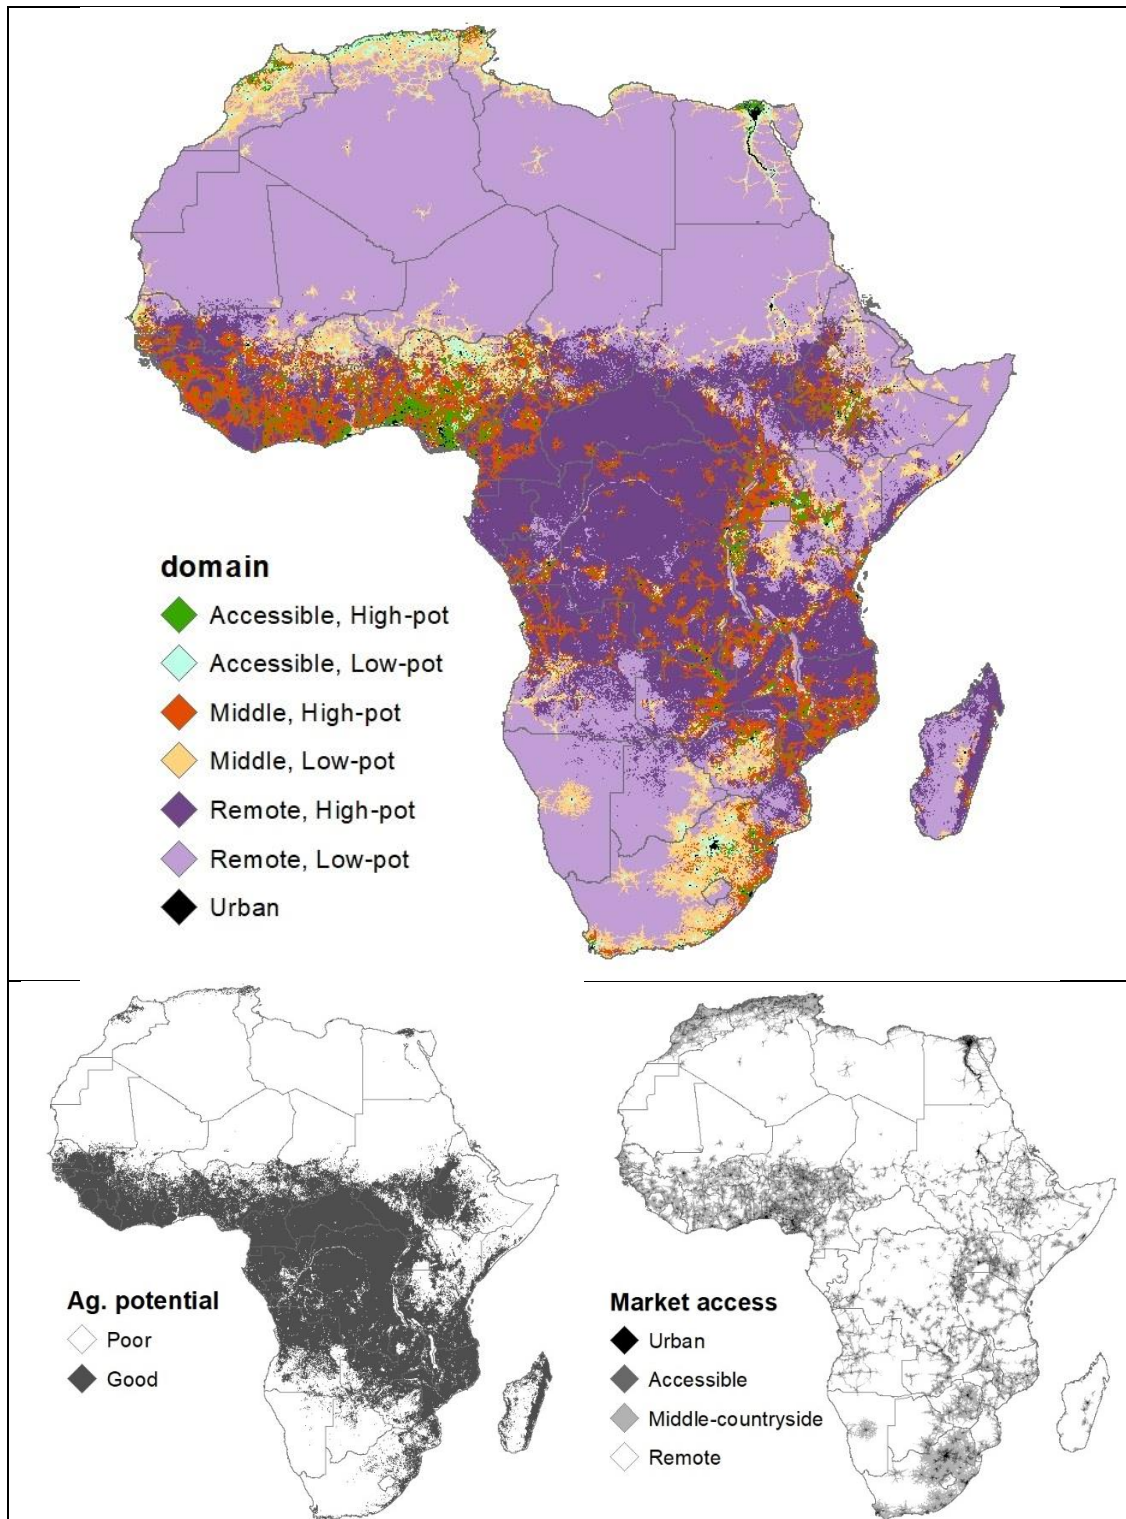 domain
Accessible, High-pot
Accessible, Low-pot
Middle, High-pot
Middle, Low-pot
Remote, High-pot
Remote, Low-pot
Urban
Ag. potential
Poor
Good
Market access
Urban
Accessible
Middle-countryside
Remote